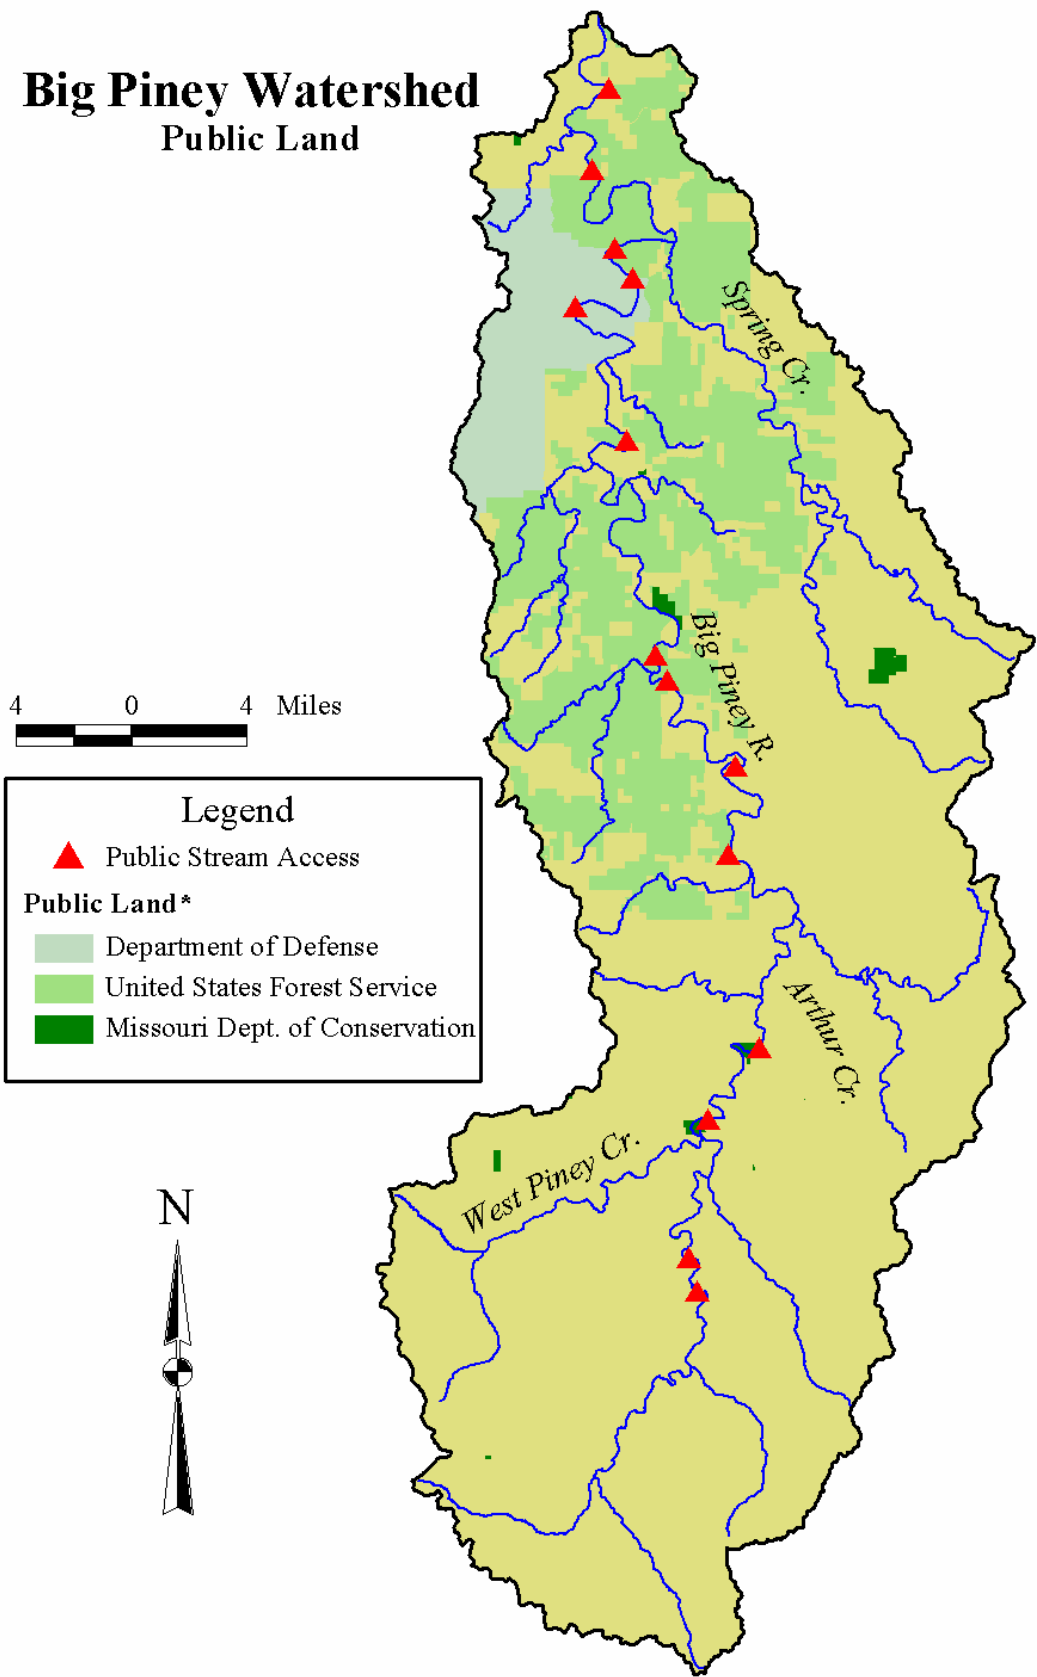 Big Piney Watershed
Public Land
Spring Cr.
Big Piney R.
4 0 4 Miles
Legend
Public Stream Access
Public Land*
Department of Defense
United States Forest Service
Missouri Dept. of Conservation
Arthur Cr.
West Piney Cr.
N